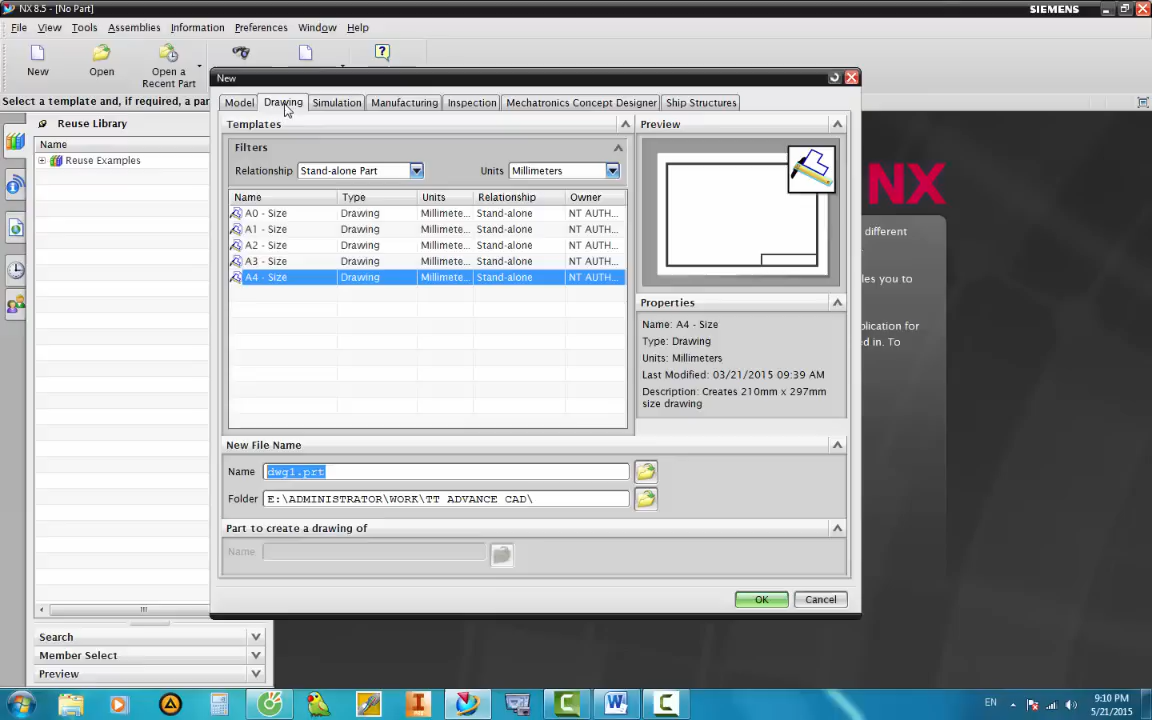 NX 8.5 - [No Part]
SIEMENS
File View Tools Assemblies Information Preferences Window Help
New Open Open a Recent Part
Select a template and, if required, a par
Reuse Library
Name
Reuse Examples
Search
Member Select
Preview
New
Model Drawing Simulation Manufacturing Inspection Mechatronics Concept Designer Ship Structures
Templates
Filters
Relationship Stand-alone Part Units Millimeters
Name Type Units Relationship Owner
A0 - Size Drawing Millimete... Stand-alone NT AUTH...
A1 - Size Drawing Millimete... Stand-alone NT AUTH...
A2 - Size Drawing Millimete... Stand-alone NT AUTH...
A3 - Size Drawing Millimete... Stand-alone NT AUTH...
A4 - Size Drawing Millimete... Stand-alone NT AUTH...
Preview
Properties
Name: A4 - Size
Type: Drawing
Units: Millimeters
Last Modified: 03/21/2015 09:39 AM
Description: Creates 210mm x 297mm
size drawing
New File Name
Name dwg1.prt
Folder E:\ADMINISTRATOR\WORK\TT ADVANCE CAD\
Part to create a drawing of
Name
OK Cancel
NX
different
les you to
plication for
ed in. To
EN
9:10 PM
5/21/2015